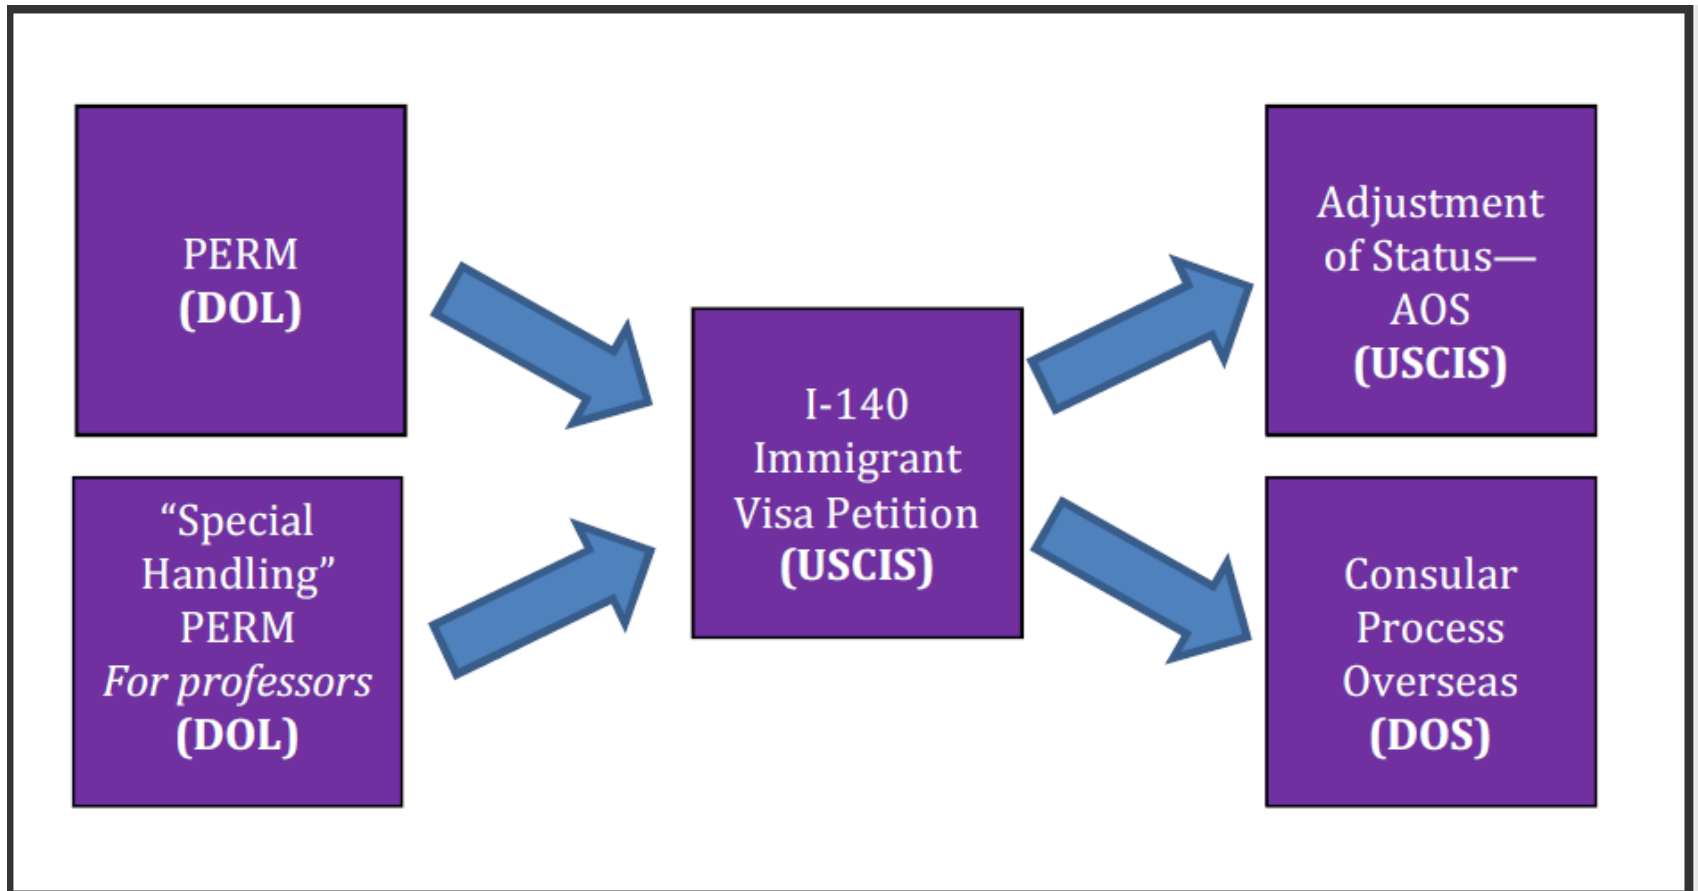 PERM
(DOL)
“Special
Handling”
PERM
For professors
(DOL)
I-140
Immigrant
Visa Petition
(USCIS)
Adjustment
of Status—
AOS
(USCIS)
Consular
Process
Overseas
(DOS)